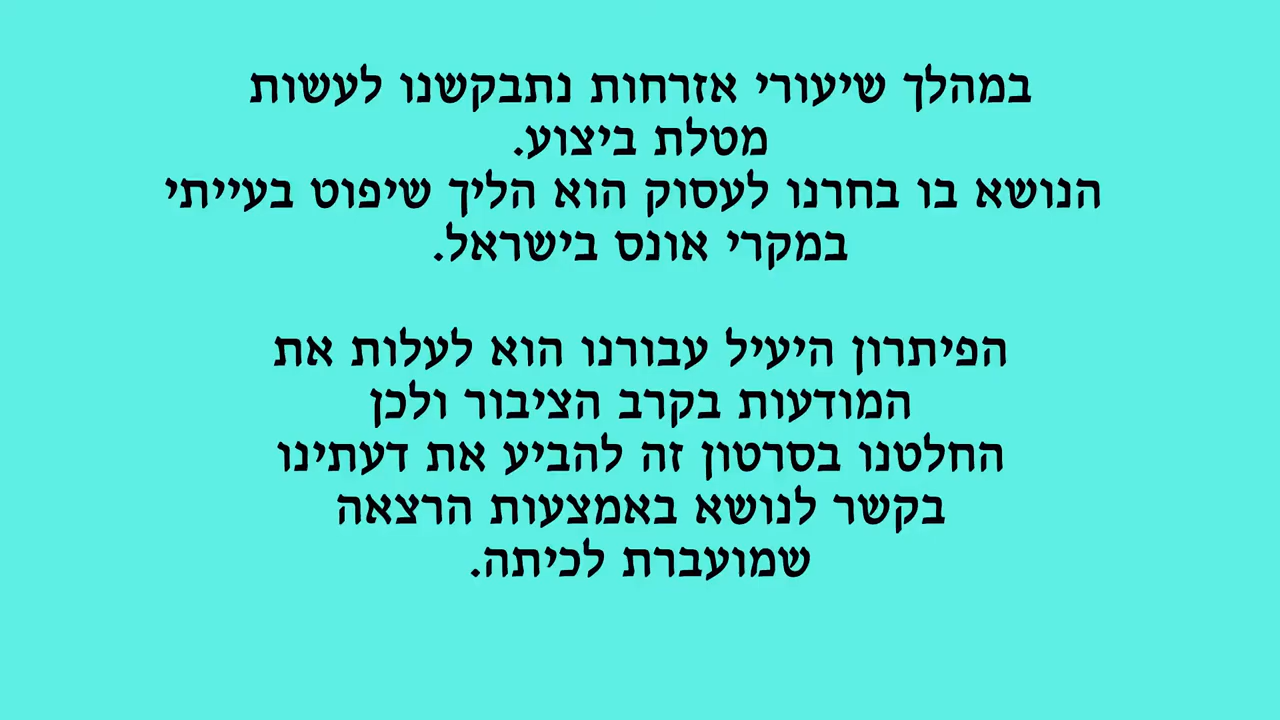 במהלך שיעורי אזרחות נתבקשנו לעשות
מטלת ביצוע.
הנושא בו בחרנו לעסוק הוא הליך שיפוט בעייתי
במקרי אונס בישראל.
הפיתרון היעיל עבורנו הוא לעלות את
המודעות בקרב הציבור ולכן
החלטנו בסרטון זה להביע את דעתינו
בקשר לנושא באמצעות הרצאה
שמועברת לכיתה.